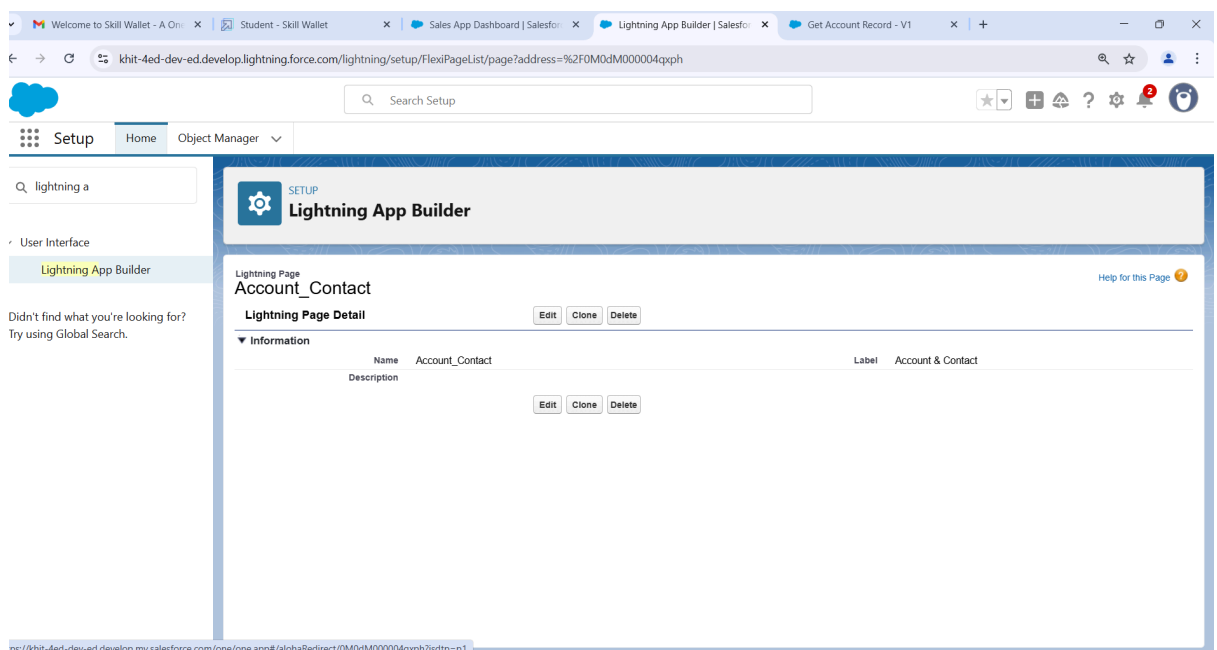 Welcome to Skill Wallet - A One
Student - Skill Wallet
Sales App Dashboard | Salesfor
Lightning App Builder | Salesfor
Get Account Record - V1
khit-4ed-dev-ed.develop.lightning.force.com/lightning/setup/FlexiPageList/page?address=%2F0M0dM000004qxph
Search Setup
2
Setup
Home
Object Manager
lightning a
User Interface
Lightning App Builder
Didn't find what you're looking for?
Try using Global Search.
SETUP
Lightning App Builder
Lightning Page
Account_Contact
Help for this Page
Lightning Page Detail
Edit Clone Delete
Information
Name Account_Contact Label Account & Contact
Description
Edit Clone Delete